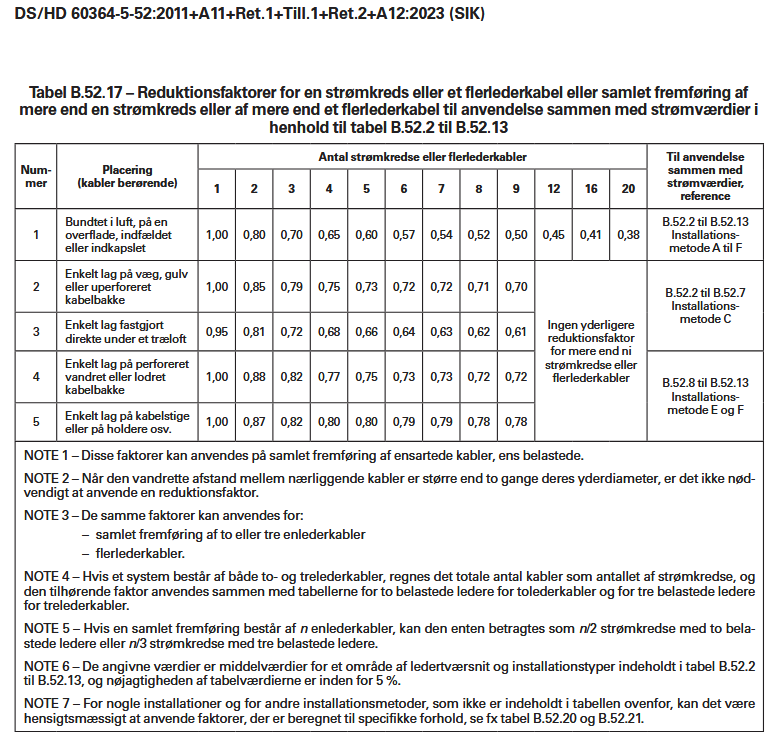 DS/HD 60364-5-52:2011+A11+Ret.1+Till.1+Ret.2+A12:2023 (SIK)
Tabel B.52.17 – Reduktionsfaktorer for en strømkreds eller et flerlederkabel eller samlet fremføring af
mere end en strømkreds eller af mere end et flerlederkabel til anvendelse sammen med strømværdier i
henhold til tabel B.52.2 til B.52.13
Num-
mer
Placering
(kabler berørende)
Antal strømkredse eller flerlederkabler
1 2 3 4 5 6 7 8 9 12 16 20
Til anvendelse
sammen med
strømværdier,
reference
1
Bundtet i luft, på en
overflade, indfældet
eller indkapslet
1,00 0,80 0,70 0,65 0,60 0,57 0,54 0,52 0,50 0,45 0,41 0,38
B.52.2 til B.52.13
Installations-
metode A til F
2
Enkelt lag på væg, gulv
eller uperforeret
kabelbakke
1,00 0,85 0,79 0,75 0,73 0,72 0,72 0,71 0,70
3
Enkelt lag fastgjort
direkte under et træloft
0,95 0,81 0,72 0,68 0,66 0,64 0,63 0,62 0,61
B.52.2 til B.52.7
Installations-
metode C
4
Enkelt lag på perforeret
vandret eller lodret
kabelbakke
1,00 0,88 0,82 0,77 0,75 0,73 0,73 0,72 0,72
5
Enkelt lag på kabelstige
eller på holdere osv.
1,00 0,87 0,82 0,80 0,80 0,79 0,79 0,78 0,78
Ingen yderligere
reduktionsfaktor
for mere end ni
strømkredse eller
flerlederkabler
B.52.8 til B.52.13
Installations-
metode E og F
NOTE 1 – Disse faktorer kan anvendes på samlet fremføring af ensartede kabler, ens belastede.
NOTE 2 – Når den vandrette afstand mellem nærliggende kabler er større end to gange deres yderdiameter, er det ikke nød-
vendigt at anvende en reduktionsfaktor.
NOTE 3 – De samme faktorer kan anvendes for:
– samlet fremføring af to eller tre enlederkabler
– flerlederkabler.
NOTE 4 – Hvis et system består af både to- og trelederkabler, regnes det totale antal kabler som antallet af strømkredse, og
den tilhørende faktor anvendes sammen med tabellerne for to belastede ledere for tolederkabler og for tre belastede ledere
for trelederkabler.
NOTE 5 – Hvis en samlet fremføring består af n enlederkabler, kan den enten betragtes som n/2 strømkredse med to bela-
stede ledere eller n/3 strømkredse med tre belastede ledere.
NOTE 6 – De angivne værdier er middelværdier for et område af ledertværsnit og installationstyper indeholdt i tabel B.52.2
til B.52.13, og nøjagtigheden af tabelværdierne er inden for 5 %.
NOTE 7 – For nogle installationer og for andre installationsmetoder, som ikke er indeholdt i tabellen ovenfor, kan det være
hensigtsmæssigt at anvende faktorer, der er beregnet til specifikke forhold, se fx tabel B.52.20 og B.52.21.